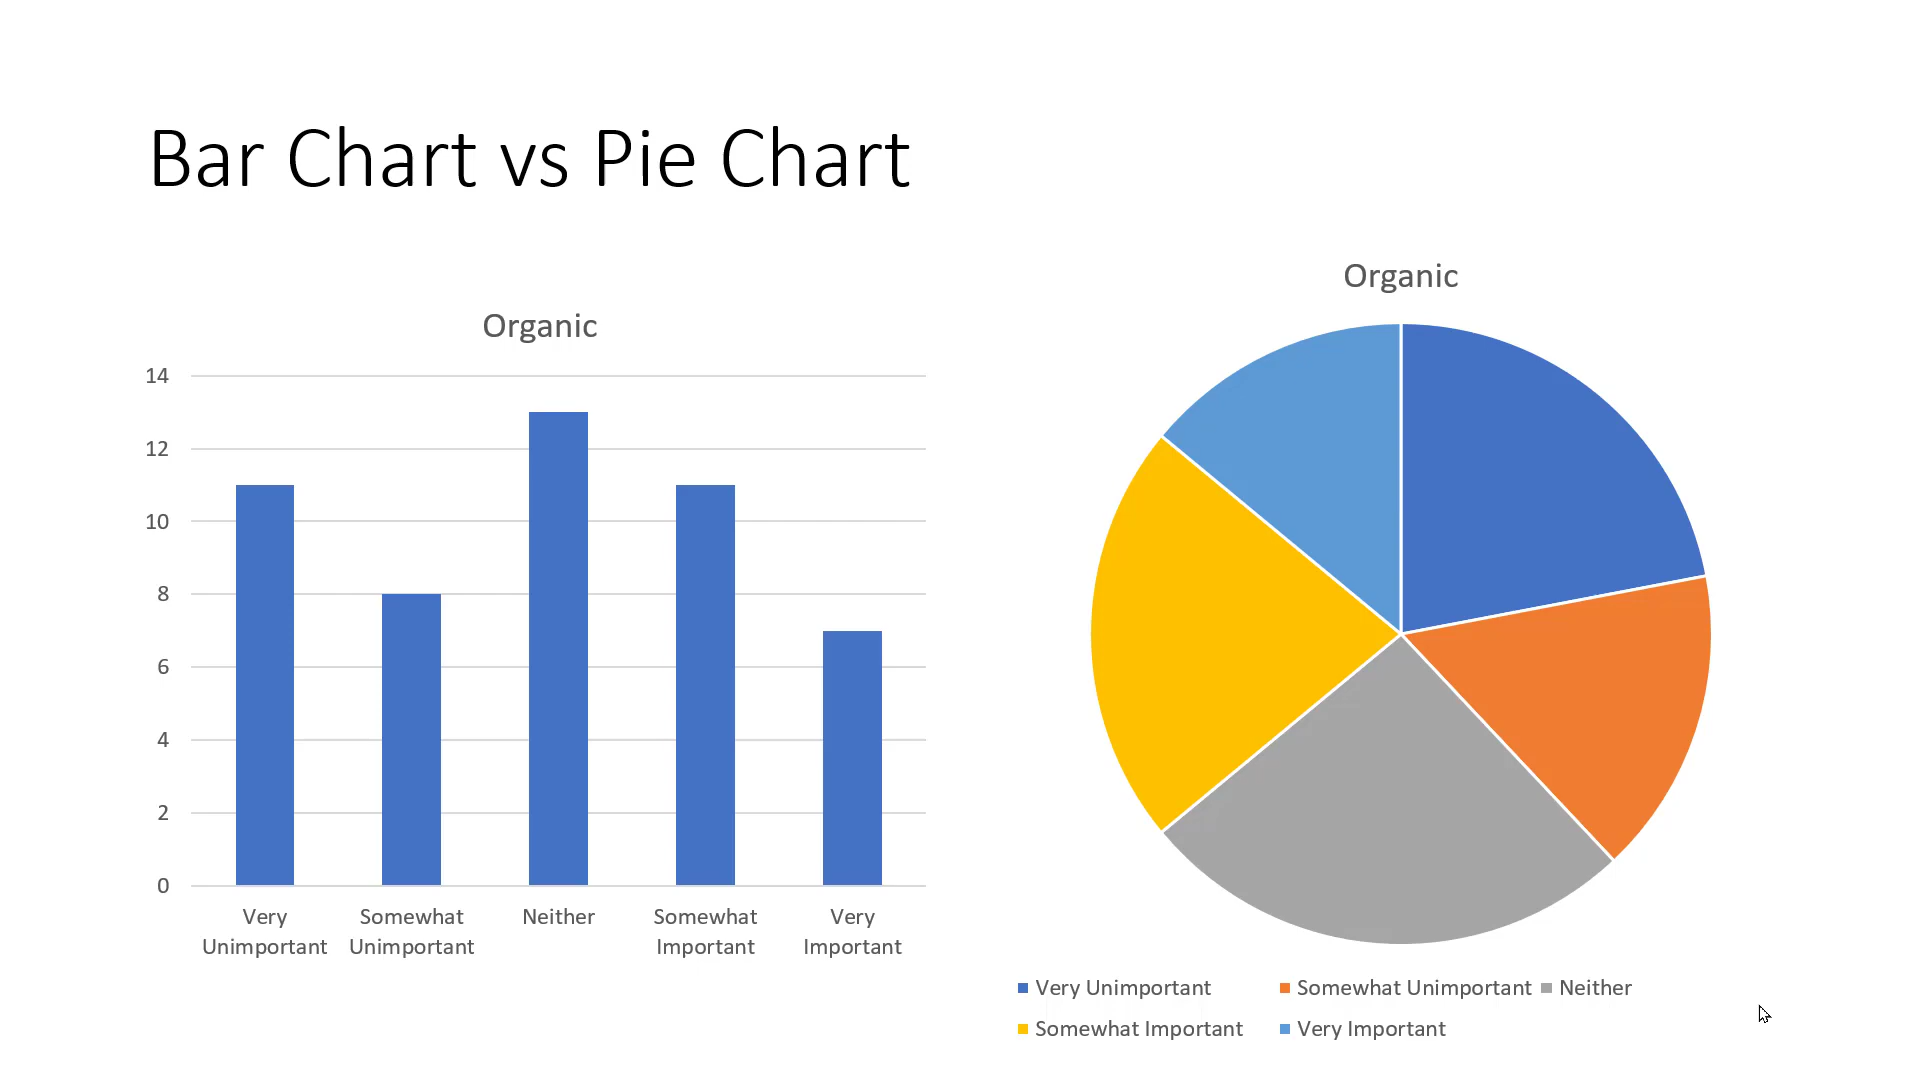 Bar Chart vs Pie Chart
Organic
14
12
10
8
6
4
2
0
Very Unimportant
Somewhat Unimportant
Neither
Somewhat Important
Very Important
Organic
Very Unimportant
Somewhat Unimportant
Neither
Somewhat Important
Very Important